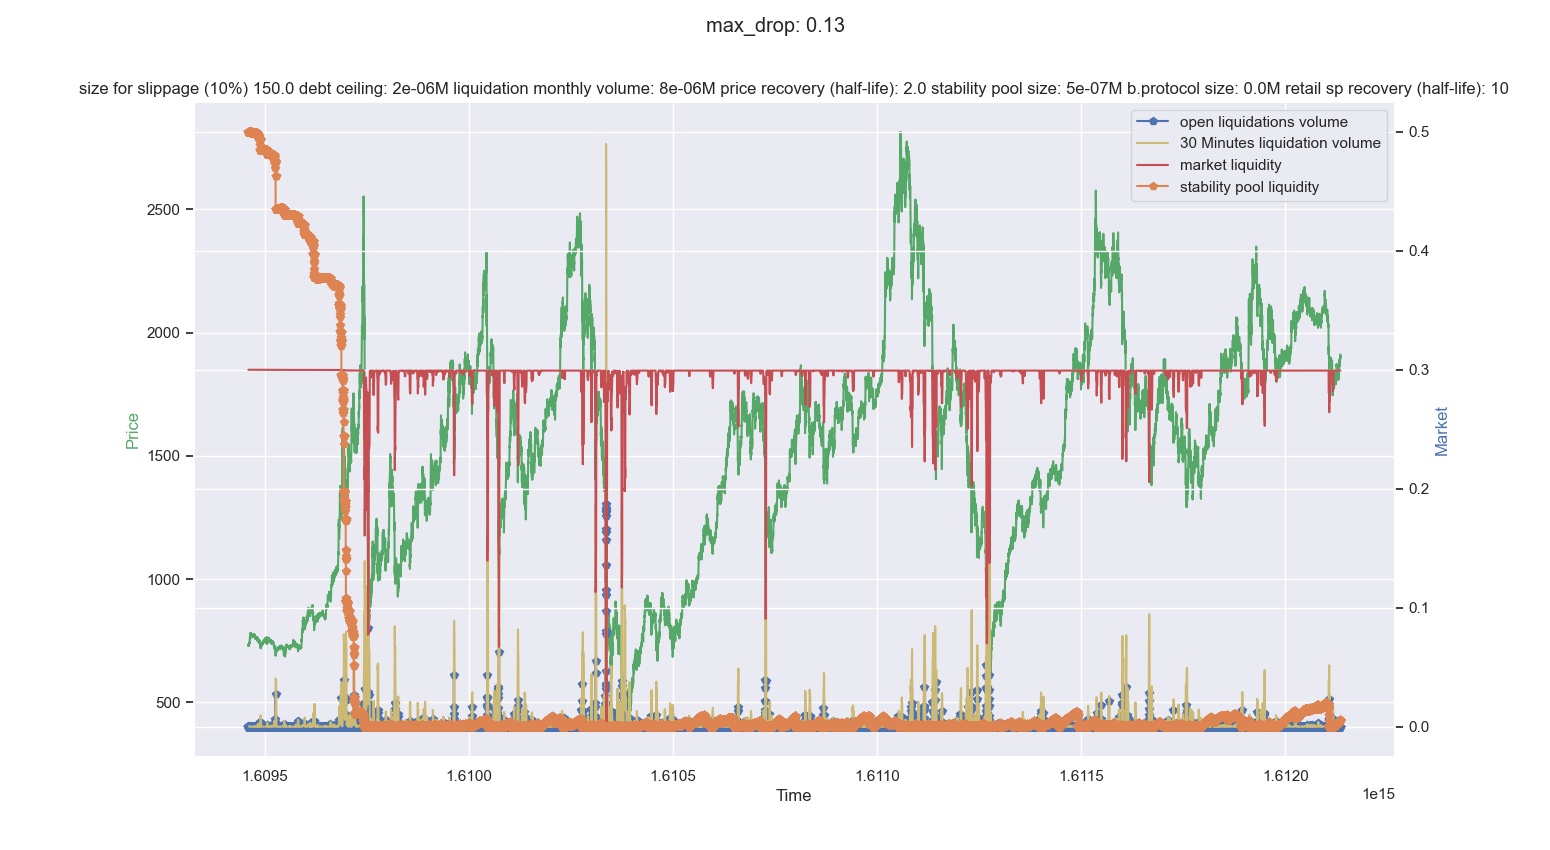 max_drop: 0.13
size for slippage (10%) 150.0 debt ceiling: 2e-06M liquidation monthly volume: 8e-06M price recovery (half-life): 2.0 stability pool size: 5e-07M b.protocol size: 0.0M retail sp recovery (half-life): 10
open liquidations volume
30 Minutes liquidation volume
market liquidity
stability pool liquidity
2500
2000
1500
1000
500
Price
0.5
0.4
0.3
0.2
0.1
0.0
Market
1.6095 1.6100 1.6105 1.6110 1.6115 1.6120
Time
1e15